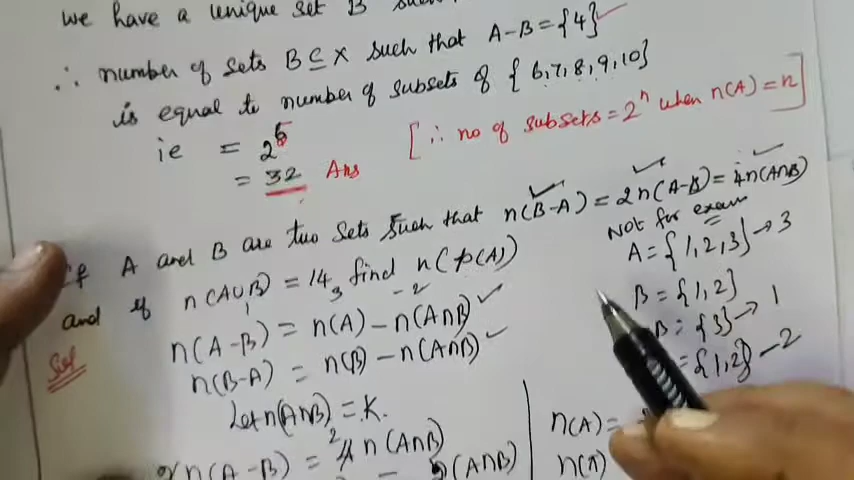 we have a unique set B such
∴ number of sets B ⊆ X such that A-B = {4}
is equal to number of subsets of {6,7,8,9,10}
ie = 2^5
= 32 Ans
[∴ no of subsets = 2^n when n(A) = n]
If A and B are two sets such that n(B-A) = 2n(A-B) = 4n(A∩B)
and if n(A∪B) = 14, find n(P(A))
Sol
n(A-B) = n(A) - n(A∩B)
n(B-A) = n(B) - n(A∩B)
Let n(A∩B) = K.
n(A-B) = 4 n(A∩B)
n(A∩B)
Not for exam
A = {1,2,3} → 3
B = {1,2}
B = {3} → 1
= {1,2} - 2
n(A) =